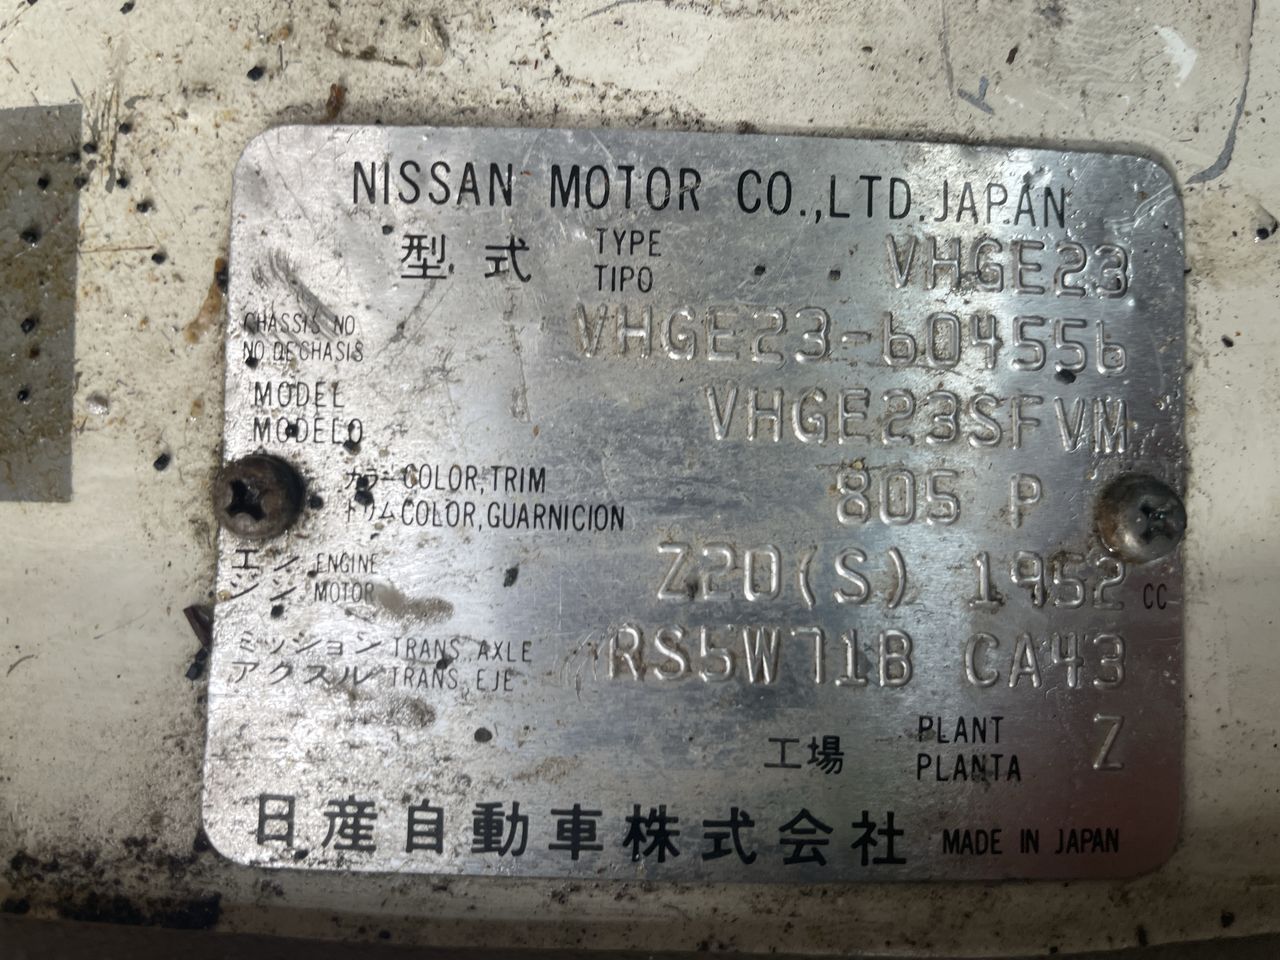 NISSAN MOTOR CO.,LTD.JAPAN
型式 TYPE TIPO VHGE23
CHASSIS NO. NO.DE CHASIS VHGE23-604556
MODEL MODELO VHGE23SFVM
カラー COLOR,TRIM 805 P
トリム COLOR,GUARNICION
エンジン ENGINE MOTOR Z20(S) 1952 CC
ミッション TRANS.,AXLE RS5W71B CA43
アクスル TRANS., EJE
工場 PLANT PLANTA Z
日産自動車株式会社 MADE IN JAPAN